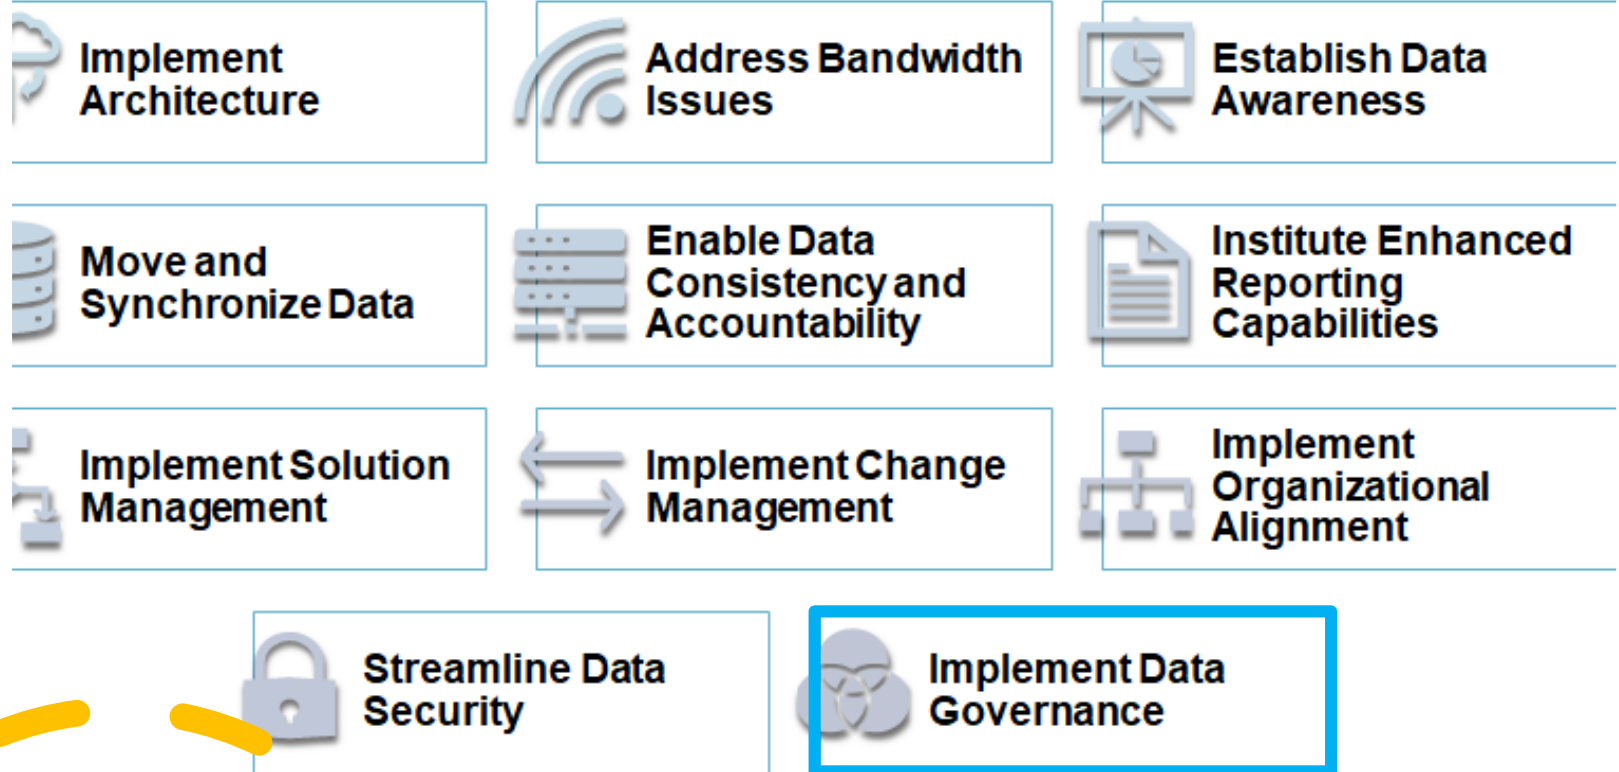 Implement
Architecture
Address Bandwidth
Issues
Establish Data
Awareness
Move and
Synchronize Data
Enable Data
Consistency and
Accountability
Institute Enhanced
Reporting
Capabilities
Implement Solution
Management
Implement Change
Management
Implement
Organizational
Alignment
Streamline Data
Security
Implement Data
Governance